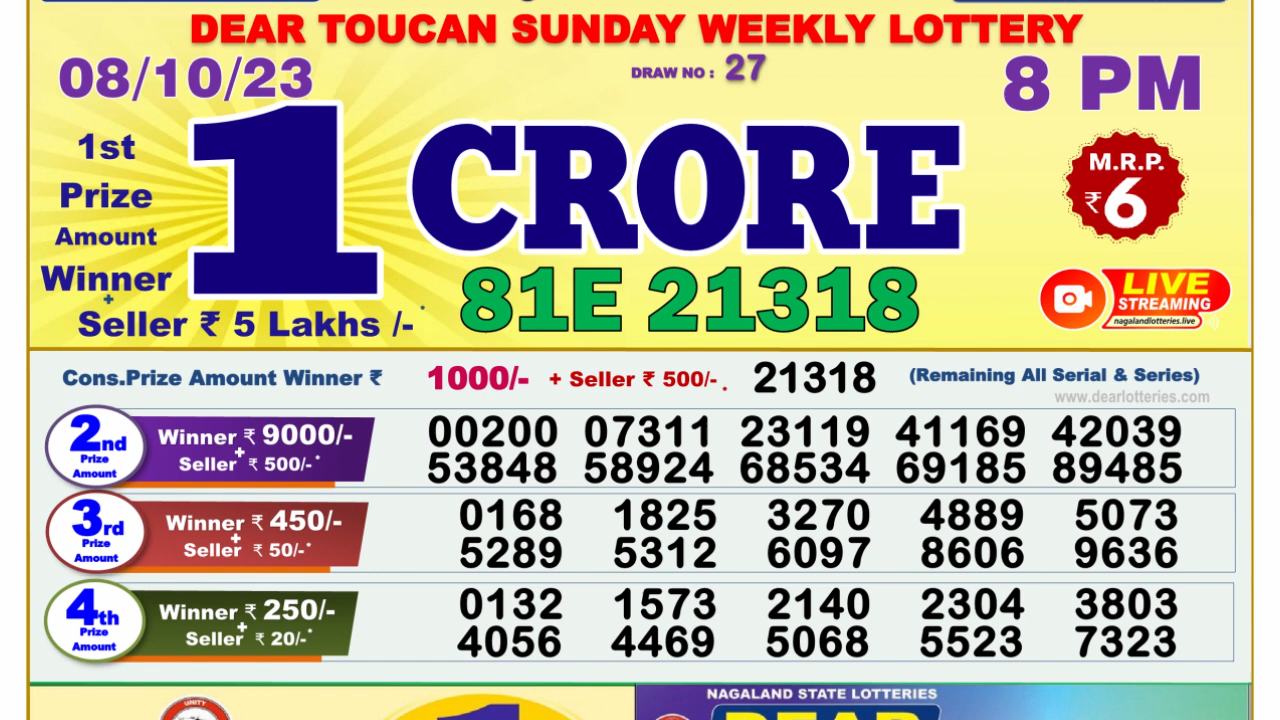 DEAR TOUCAN SUNDAY WEEKLY LOTTERY
08/10/23
DRAW NO : 27
8 PM
1st
Prize
Amount
Winner
+
Seller ₹ 5 Lakhs /-*
1 CRORE
81E 21318
M.R.P.
₹6
LIVE
STREAMING
nagalandlotteries.live
Cons.Prize Amount Winner ₹ 1000/- + Seller ₹ 500/- . 21318 (Remaining All Serial & Series)
www.dearlotteries.com
2nd
Prize
Amount
Winner ₹ 9000/-
+
Seller ₹ 500/-*
00200 07311 23119 41169 42039
53848 58924 68534 69185 89485
3rd
Prize
Amount
Winner ₹ 450/-
+
Seller ₹ 50/-*
0168 1825 3270 4889 5073
5289 5312 6097 8606 9636
4th
Prize
Amount
Winner ₹ 250/-
+
Seller ₹ 20/-*
0132 1573 2140 2304 3803
4056 4469 5068 5523 7323
UNITY
1
NAGALAND STATE LOTTERIES
DEAR